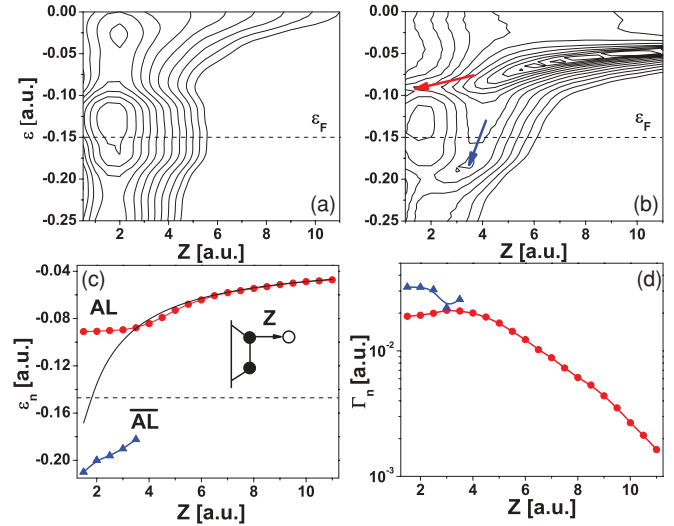 0.00
-0.05
-0.10
-0.15
-0.20
-0.25
ε [a.u.]
ε_F
(a)
2 4 6 8 10
Z [a.u.]
0.00
-0.05
-0.10
-0.15
-0.20
-0.25
ε_F
(b)
2 4 6 8 10
Z [a.u.]
(c)
-0.04
-0.08
-0.12
-0.16
-0.20
ε_n [a.u.]
AL
Z
A̅L̅
2 4 6 8 10
Z [a.u.]
(d)
10⁻²
10⁻³
Γ_n [a.u.]
2 4 6 8 10
Z [a.u.]